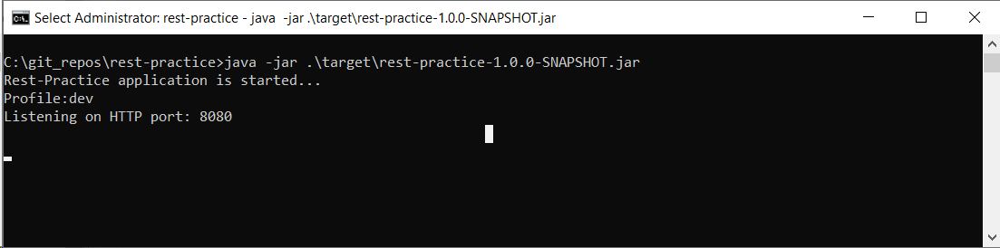 Select Administrator: rest-practice - java  -jar .\target\rest-practice-1.0.0-SNAPSHOT.jar
C:\git_repos\rest-practice>java -jar .\target\rest-practice-1.0.0-SNAPSHOT.jar
Rest-Practice application is started...
Profile:dev
Listening on HTTP port: 8080